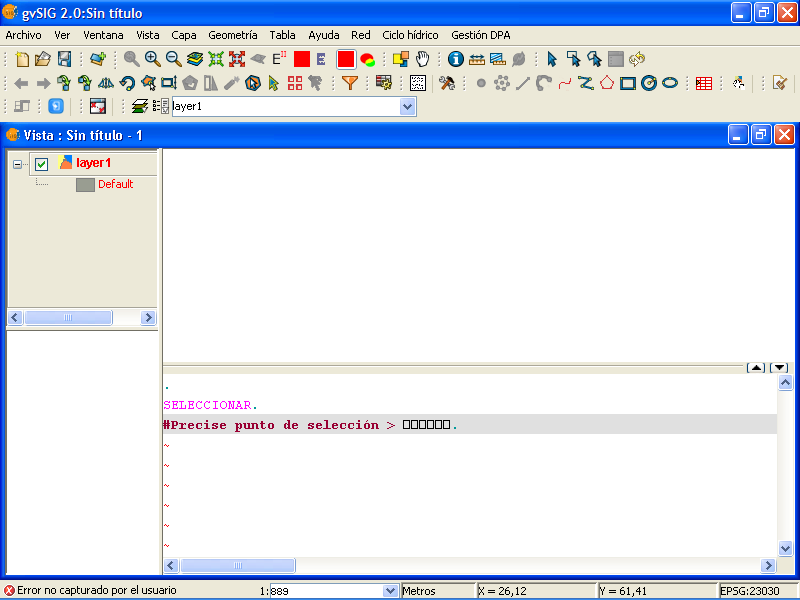 gvSIG 2.0:Sin título
Archivo Ver Ventana Vista Capa Geometría Tabla Ayuda Red Ciclo hídrico Gestión DPA
layer1
Vista : Sin título - 1
layer1
Default
.
SELECCIONAR.
#Precise punto de selección > □□□□□□.
~
~
~
~
~
~
Error no capturado por el usuario 1:889 Metros X = 26,12 Y = 61,41 EPSG:23030